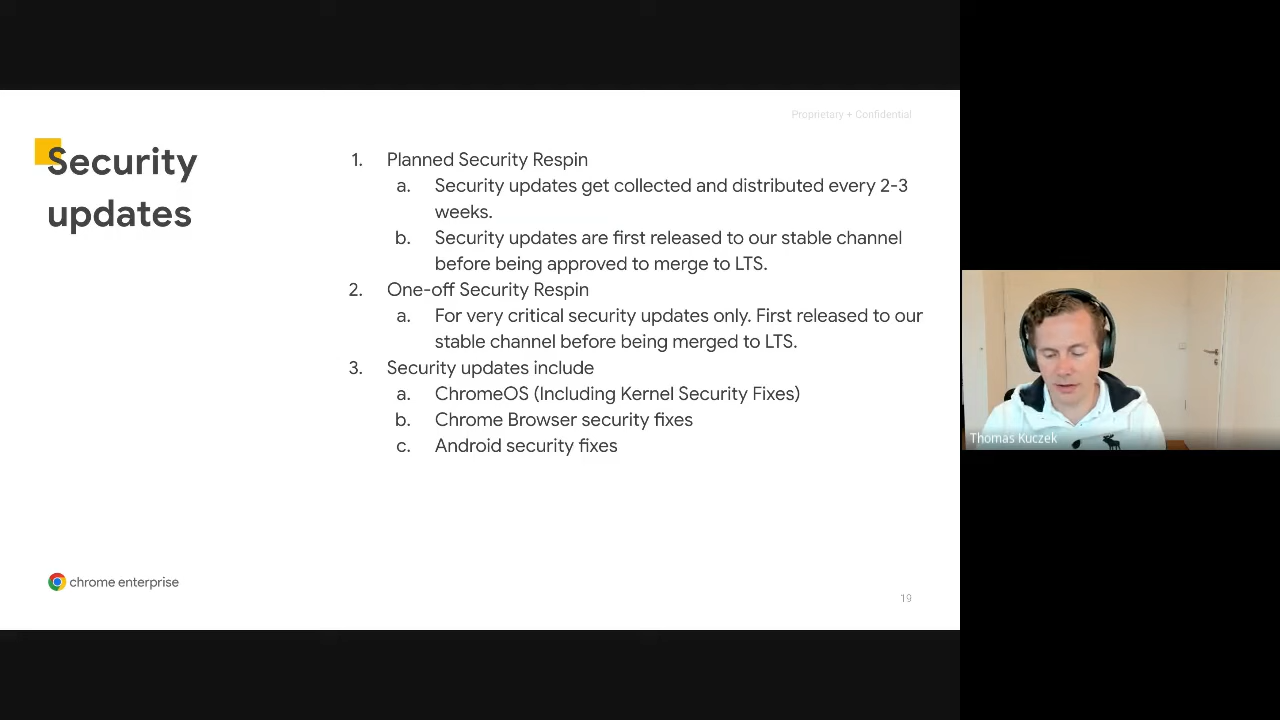 Proprietary + Confidential
Security
updates
1. Planned Security Respin
a. Security updates get collected and distributed every 2-3
weeks.
b. Security updates are first released to our stable channel
before being approved to merge to LTS.
2. One-off Security Respin
a. For very critical security updates only. First released to our
stable channel before being merged to LTS.
3. Security updates include
a. ChromeOS (Including Kernel Security Fixes)
b. Chrome Browser security fixes
c. Android security fixes
chrome enterprise
19
Thomas Kuczek